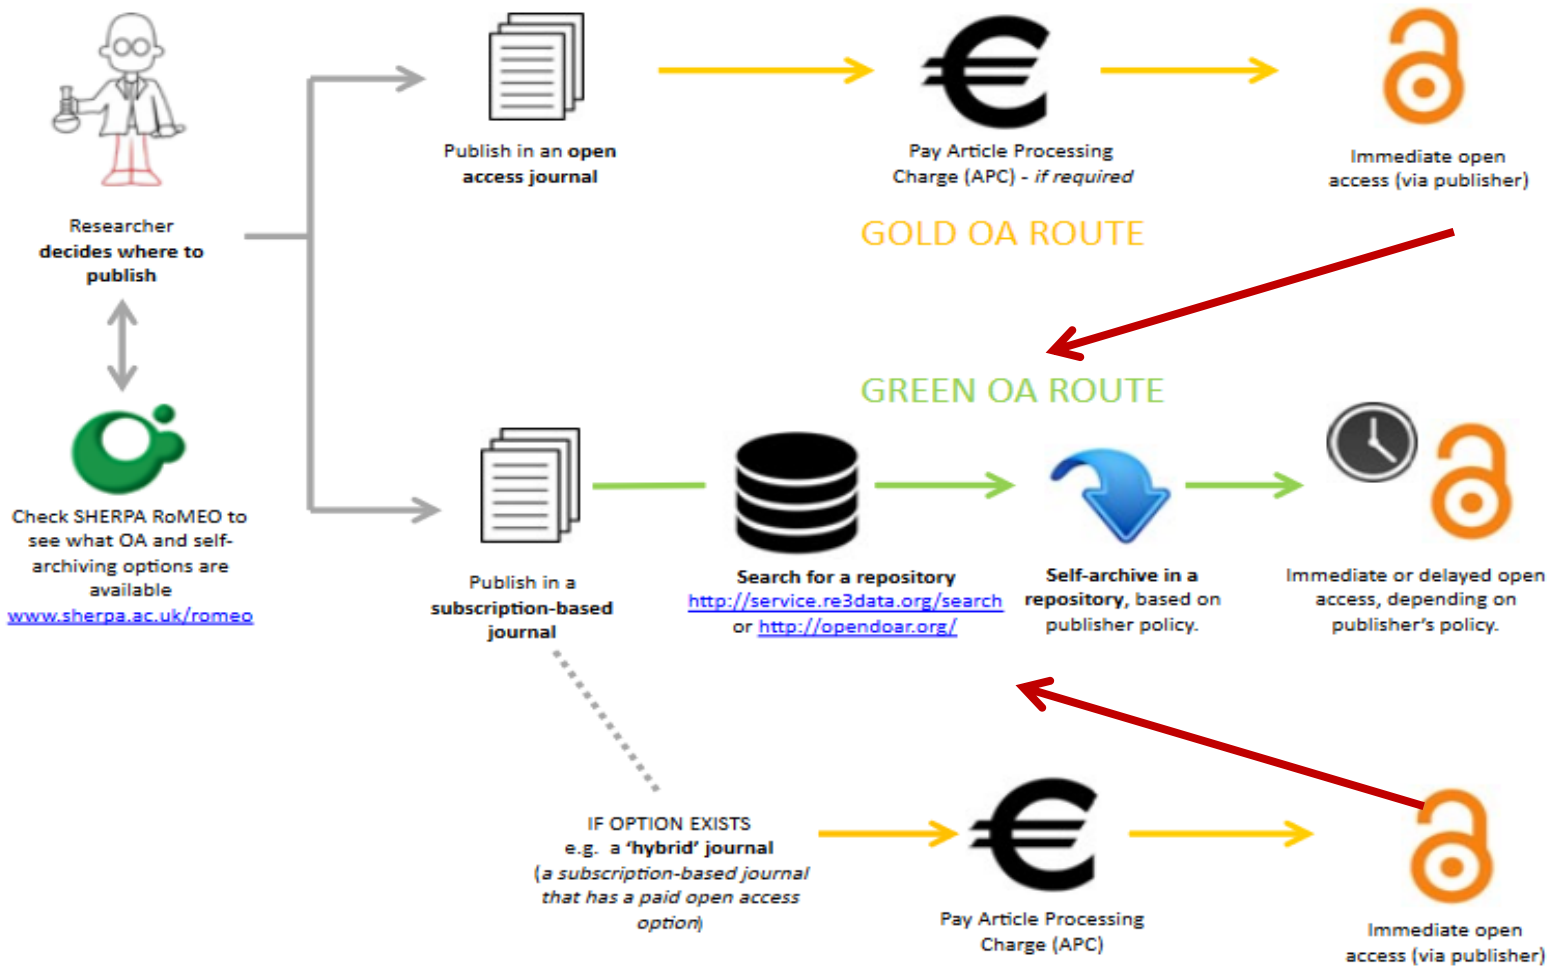 Researcher
decides where to
publish
Check SHERPA RoMEO to
see what OA and self-
archiving options are
available
www.sherpa.ac.uk/romeo
Publish in an open
access journal
Pay Article Processing
Charge (APC) - if required
Immediate open
access (via publisher)
GOLD OA ROUTE
GREEN OA ROUTE
Publish in a
subscription-based
journal
Search for a repository
http://service.re3data.org/search
or http://opendoar.org/
Self-archive in a
repository, based on
publisher policy.
Immediate or delayed open
access, depending on
publisher's policy.
IF OPTION EXISTS
e.g. a 'hybrid' journal
(a subscription-based journal
that has a paid open access
option)
Pay Article Processing
Charge (APC)
Immediate open
access (via publisher)